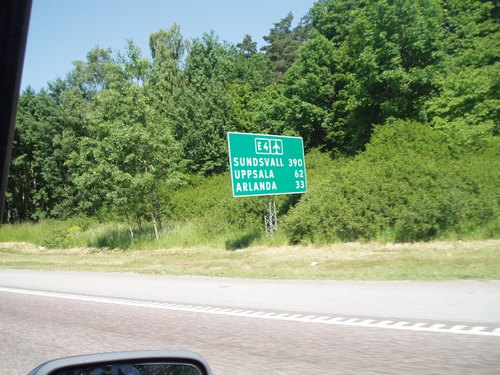 E4
SUNDSVALL 390
UPPSALA 62
ARLANDA 33